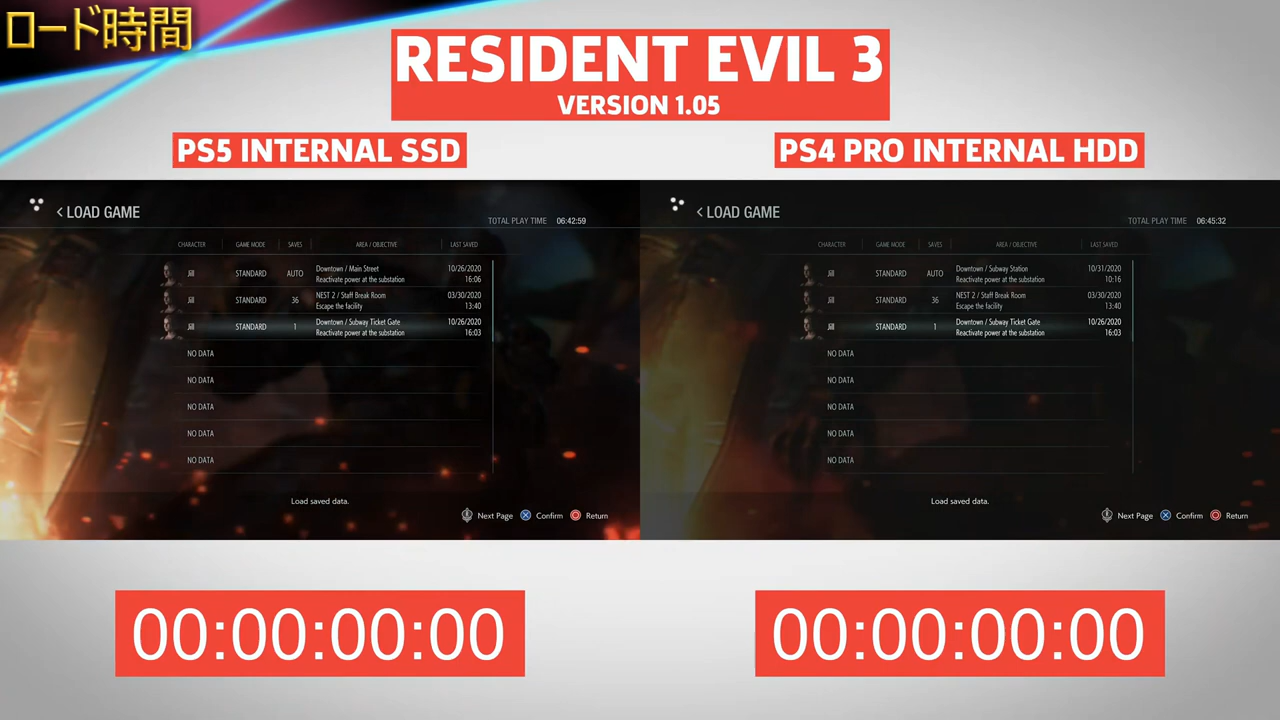 ロード時間
RESIDENT EVIL 3
VERSION 1.05
PS5 INTERNAL SSD
PS4 PRO INTERNAL HDD
< LOAD GAME
TOTAL PLAY TIME 06:42:59
CHARACTER GAME MODE SAVES AREA / OBJECTIVE LAST SAVED
Jill STANDARD AUTO Downtown / Main Street 10/26/2020
Reactivate power at the substation 16:06
Jill STANDARD 36 NEST 2 / Staff Break Room 03/30/2020
Escape the facility 13:40
Jill STANDARD 1 Downtown / Subway Ticket Gate 10/26/2020
Reactivate power at the substation 16:03
NO DATA
NO DATA
NO DATA
NO DATA
NO DATA
Load saved data.
Next Page Confirm Return
< LOAD GAME
TOTAL PLAY TIME 06:45:32
CHARACTER GAME MODE SAVES AREA / OBJECTIVE LAST SAVED
Jill STANDARD AUTO Downtown / Subway Station 10/31/2020
Reactivate power at the substation 10:16
Jill STANDARD 36 NEST 2 / Staff Break Room 03/30/2020
Escape the facility 13:40
Jill STANDARD 1 Downtown / Subway Ticket Gate 10/26/2020
Reactivate power at the substation 16:03
NO DATA
NO DATA
NO DATA
NO DATA
NO DATA
Load saved data.
Next Page Confirm Return
00:00:00:00
00:00:00:00